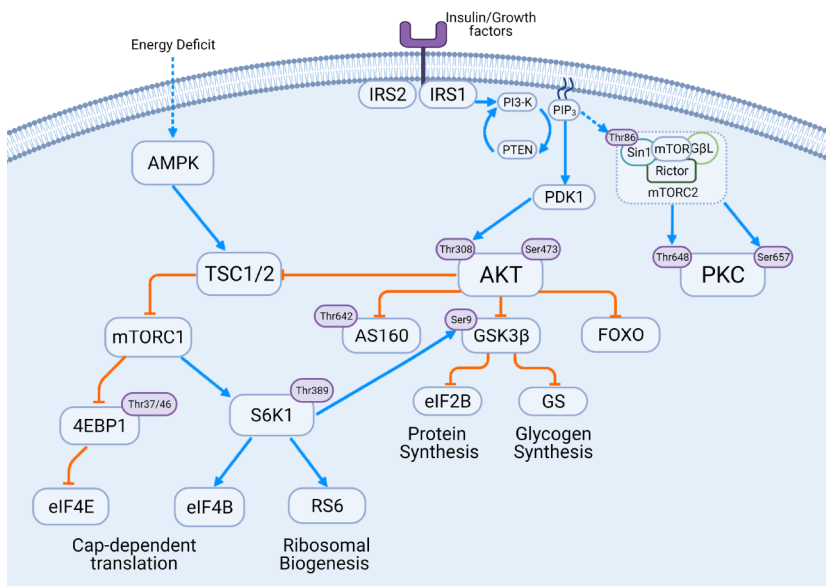 Insulin/Growth
factors
Energy Deficit
IRS2
IRS1
PI3-K
PIP3
PTEN
Thr86
Sin1
mTOR
GβL
Rictor
mTORC2
AMPK
PDK1
Thr308
Ser473
AKT
Thr648
Ser657
PKC
TSC1/2
mTORC1
Thr642
AS160
Ser9
GSK3β
FOXO
Thr37/46
4EBP1
Thr389
S6K1
eIF2B
GS
Protein
Synthesis
Glycogen
Synthesis
eIF4E
eIF4B
RS6
Cap-dependent
translation
Ribosomal
Biogenesis